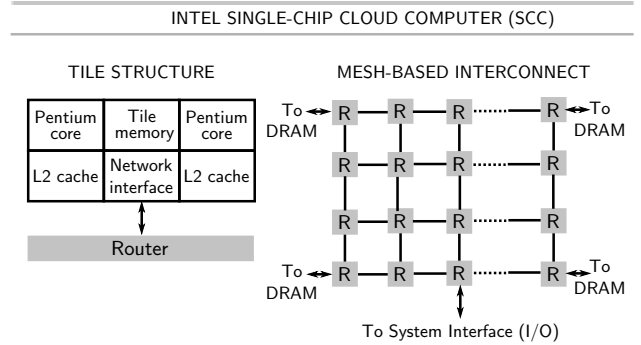 INTEL SINGLE-CHIP CLOUD COMPUTER (SCC)
TILE STRUCTURE
Pentium core
Tile memory
Pentium core
L2 cache
Network interface
L2 cache
Router
MESH-BASED INTERCONNECT
To DRAM
R R R R
To DRAM
R R R R
R R R R
To DRAM
R R R R
To DRAM
To System Interface (I/O)